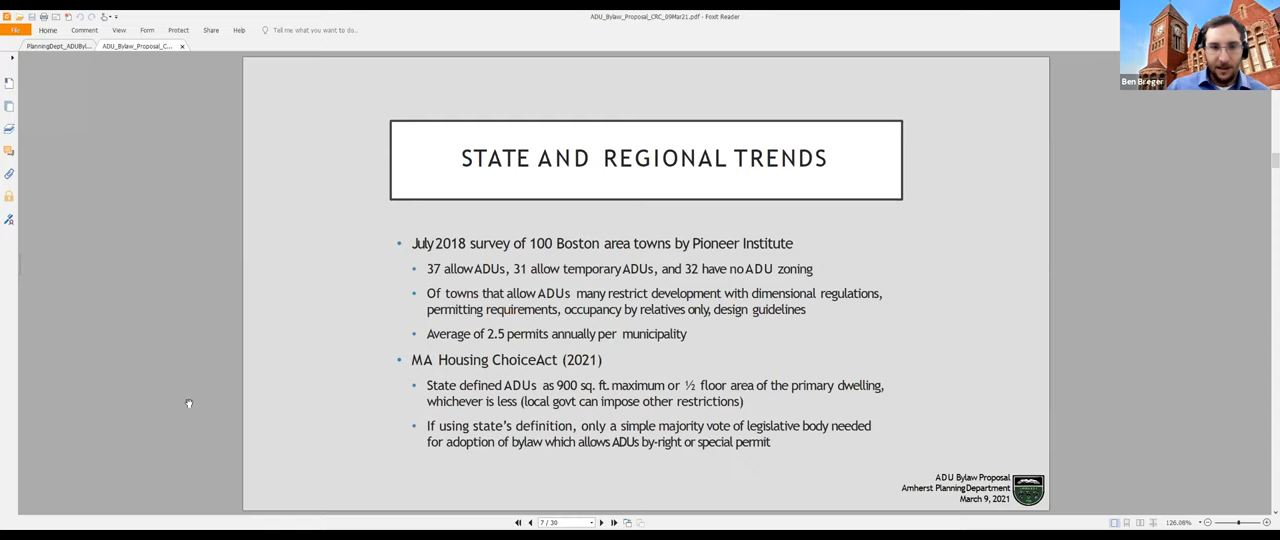 ADU_Bylaw_Proposal_CRC_09Mar21.pdf - Foxit Reader
File Home Comment View Form Protect Share Help Tell me what you want to do..
PlanningDept_ADUByl... ADU_Bylaw_Proposal_C...
Ben Breger
STATE AND REGIONAL TRENDS
• July 2018 survey of 100 Boston area towns by Pioneer Institute
• 37 allow ADUs, 31 allow temporary ADUs, and 32 have no ADU zoning
• Of towns that allow ADUs many restrict development with dimensional regulations,
permitting requirements, occupancy by relatives only, design guidelines
• Average of 2.5 permits annually per municipality
• MA Housing Choice Act (2021)
• State defined ADUs as 900 sq. ft. maximum or ½ floor area of the primary dwelling,
whichever is less (local govt can impose other restrictions)
• If using state's definition, only a simple majority vote of legislative body needed
for adoption of bylaw which allows ADUs by-right or special permit
ADU Bylaw Proposal
Amherst Planning Department
March 9, 2021
7 / 30
126.08%